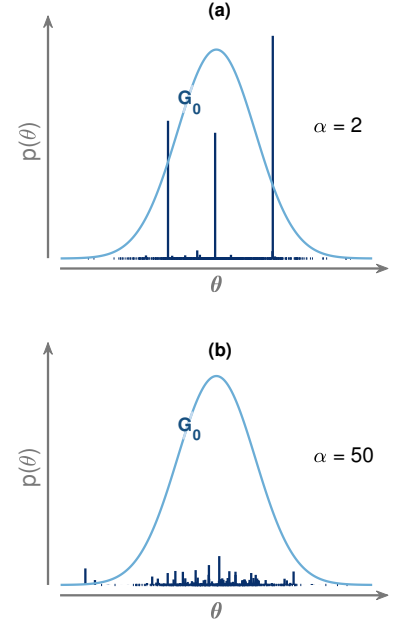 (a)
G0
α = 2
p(θ)
θ
(b)
G0
α = 50
p(θ)
θ